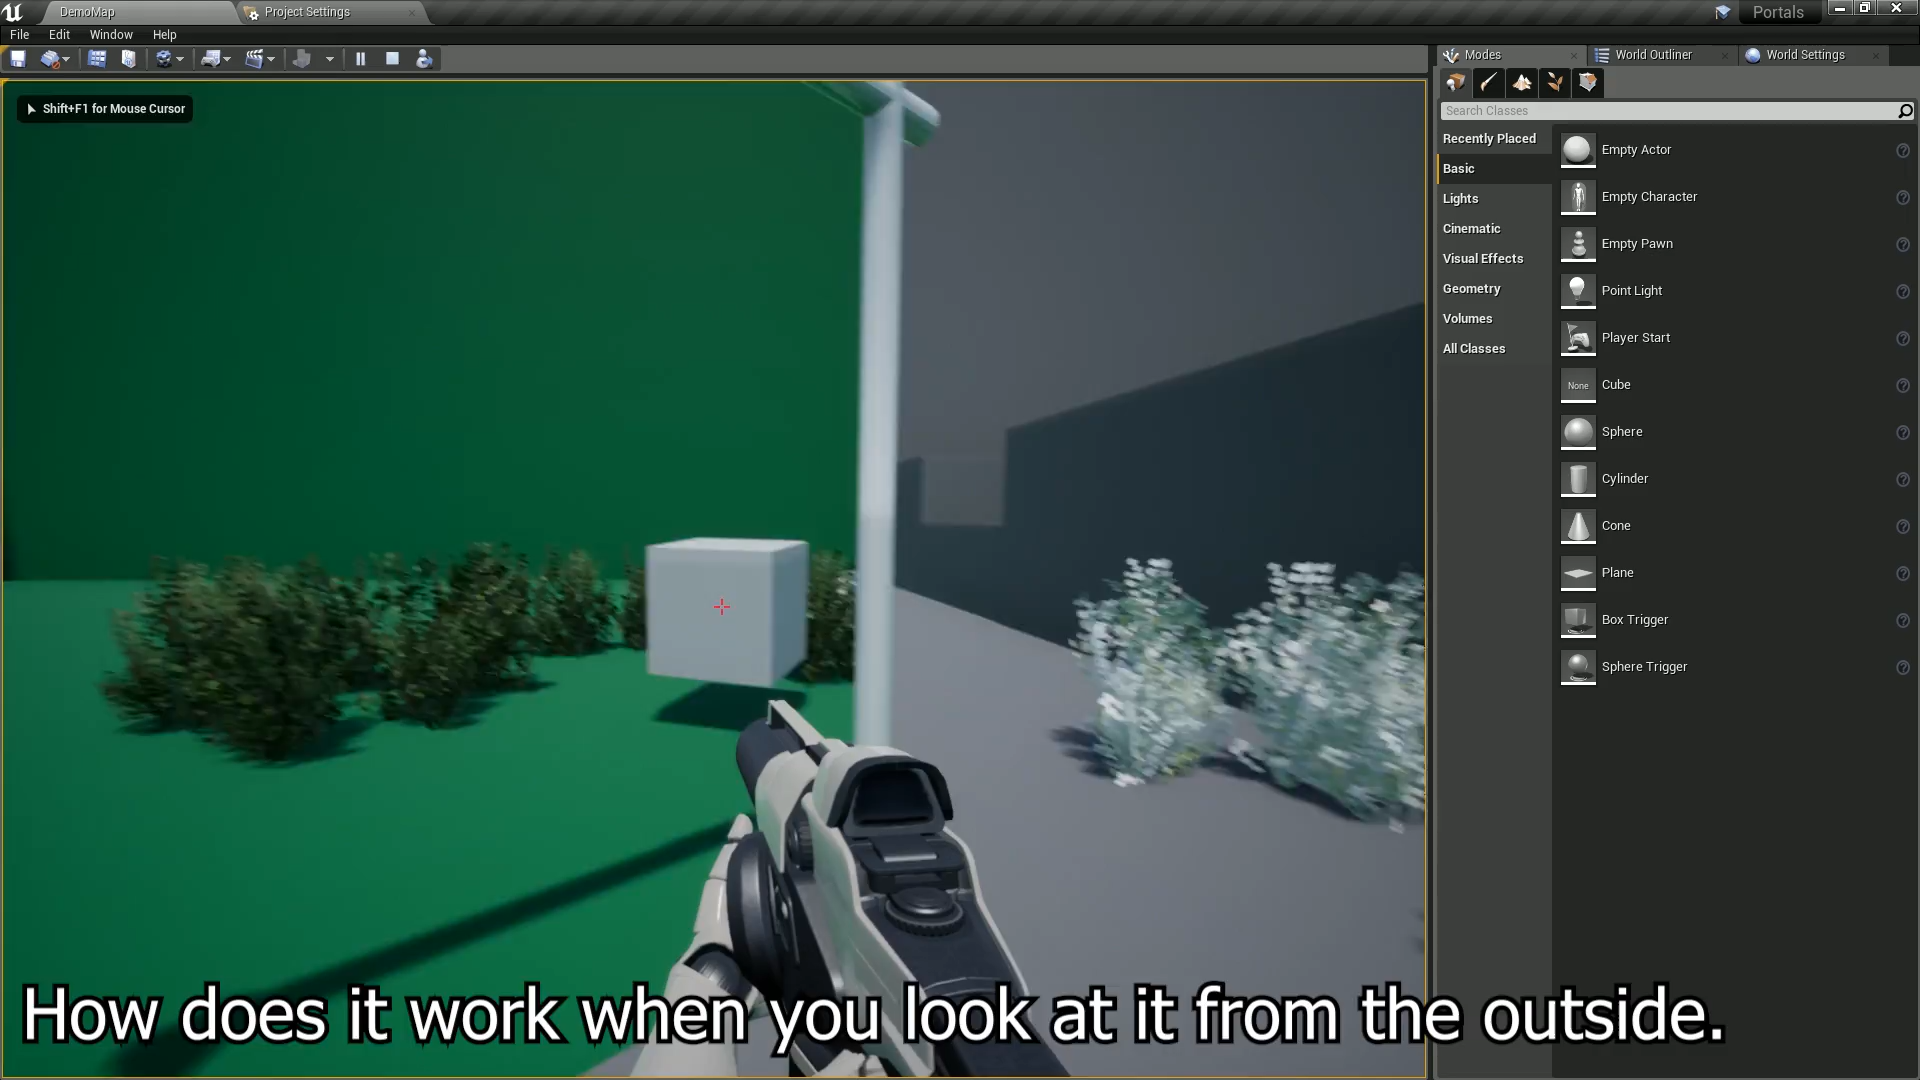 DemoMap
Project Settings
Portals
File Edit Window Help
Modes
World Outliner
World Settings
Shift+F1 for Mouse Cursor
Search Classes
Recently Placed
Basic
Lights
Cinematic
Visual Effects
Geometry
Volumes
All Classes
Empty Actor
Empty Character
Empty Pawn
Point Light
Player Start
None
Cube
Sphere
Cylinder
Cone
Plane
Box Trigger
Sphere Trigger
How does it work when you look at it from the outside.